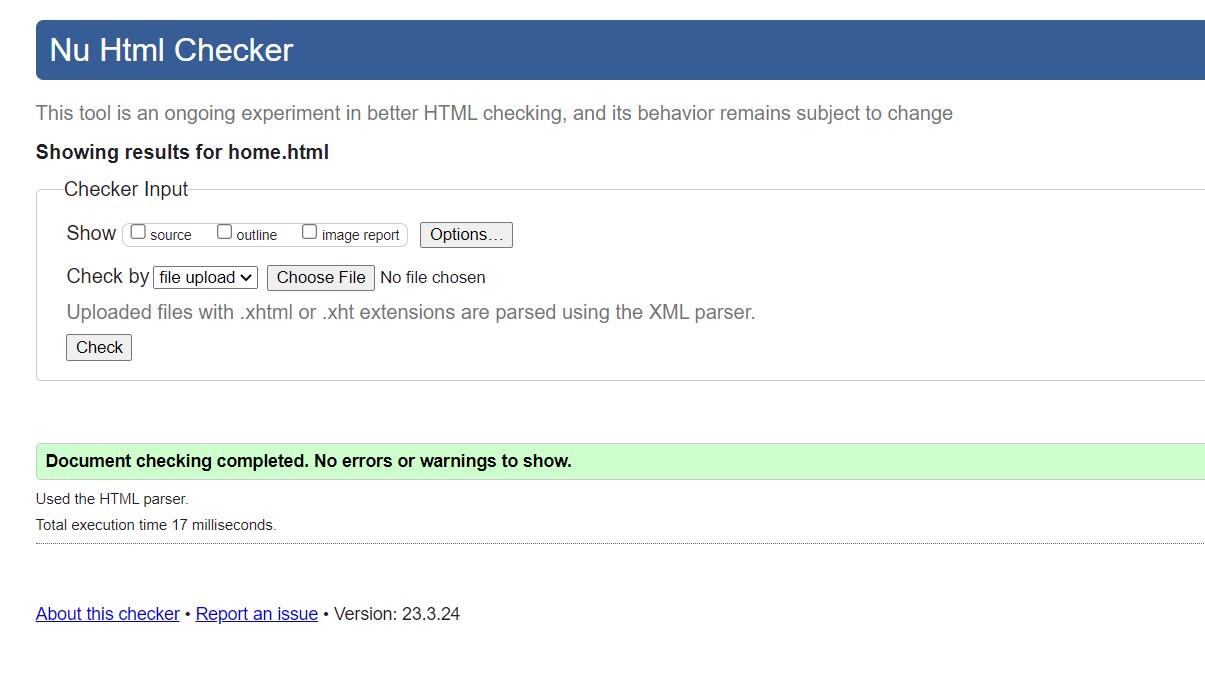 Nu Html Checker
This tool is an ongoing experiment in better HTML checking, and its behavior remains subject to change
Showing results for home.html
Checker Input
Show source outline image report Options...
Check by file upload Choose File No file chosen
Uploaded files with .xhtml or .xht extensions are parsed using the XML parser.
Check
Document checking completed. No errors or warnings to show.
Used the HTML parser.
Total execution time 17 milliseconds.
About this checker • Report an issue • Version: 23.3.24